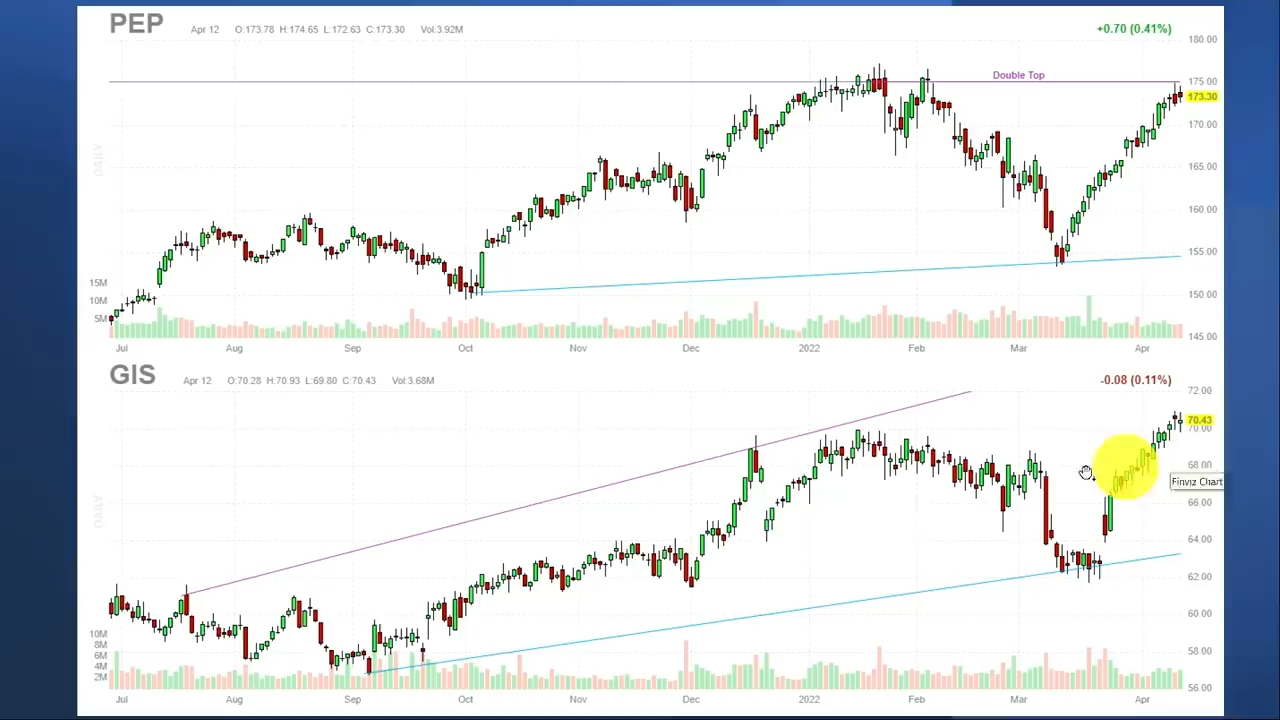 PEP Apr 12 O:173.78 H:174.65 L:172.63 C:173.30 Vol:3.92M +0.70 (0.41%)
180.00
Double Top
175.00
173.30
170.00
165.00
160.00
155.00
150.00
145.00
DAILY
15M
10M
5M
Jul Aug Sep Oct Nov Dec 2022 Feb Mar Apr
GIS Apr 12 O:70.28 H:70.93 L:69.80 C:70.43 Vol:3.68M -0.08 (0.11%)
72.00
70.43
70.00
68.00
Finviz Chart
66.00
64.00
62.00
60.00
58.00
56.00
DAILY
10M
8M
6M
4M
2M
Jul Aug Sep Oct Nov Dec 2022 Feb Mar Apr